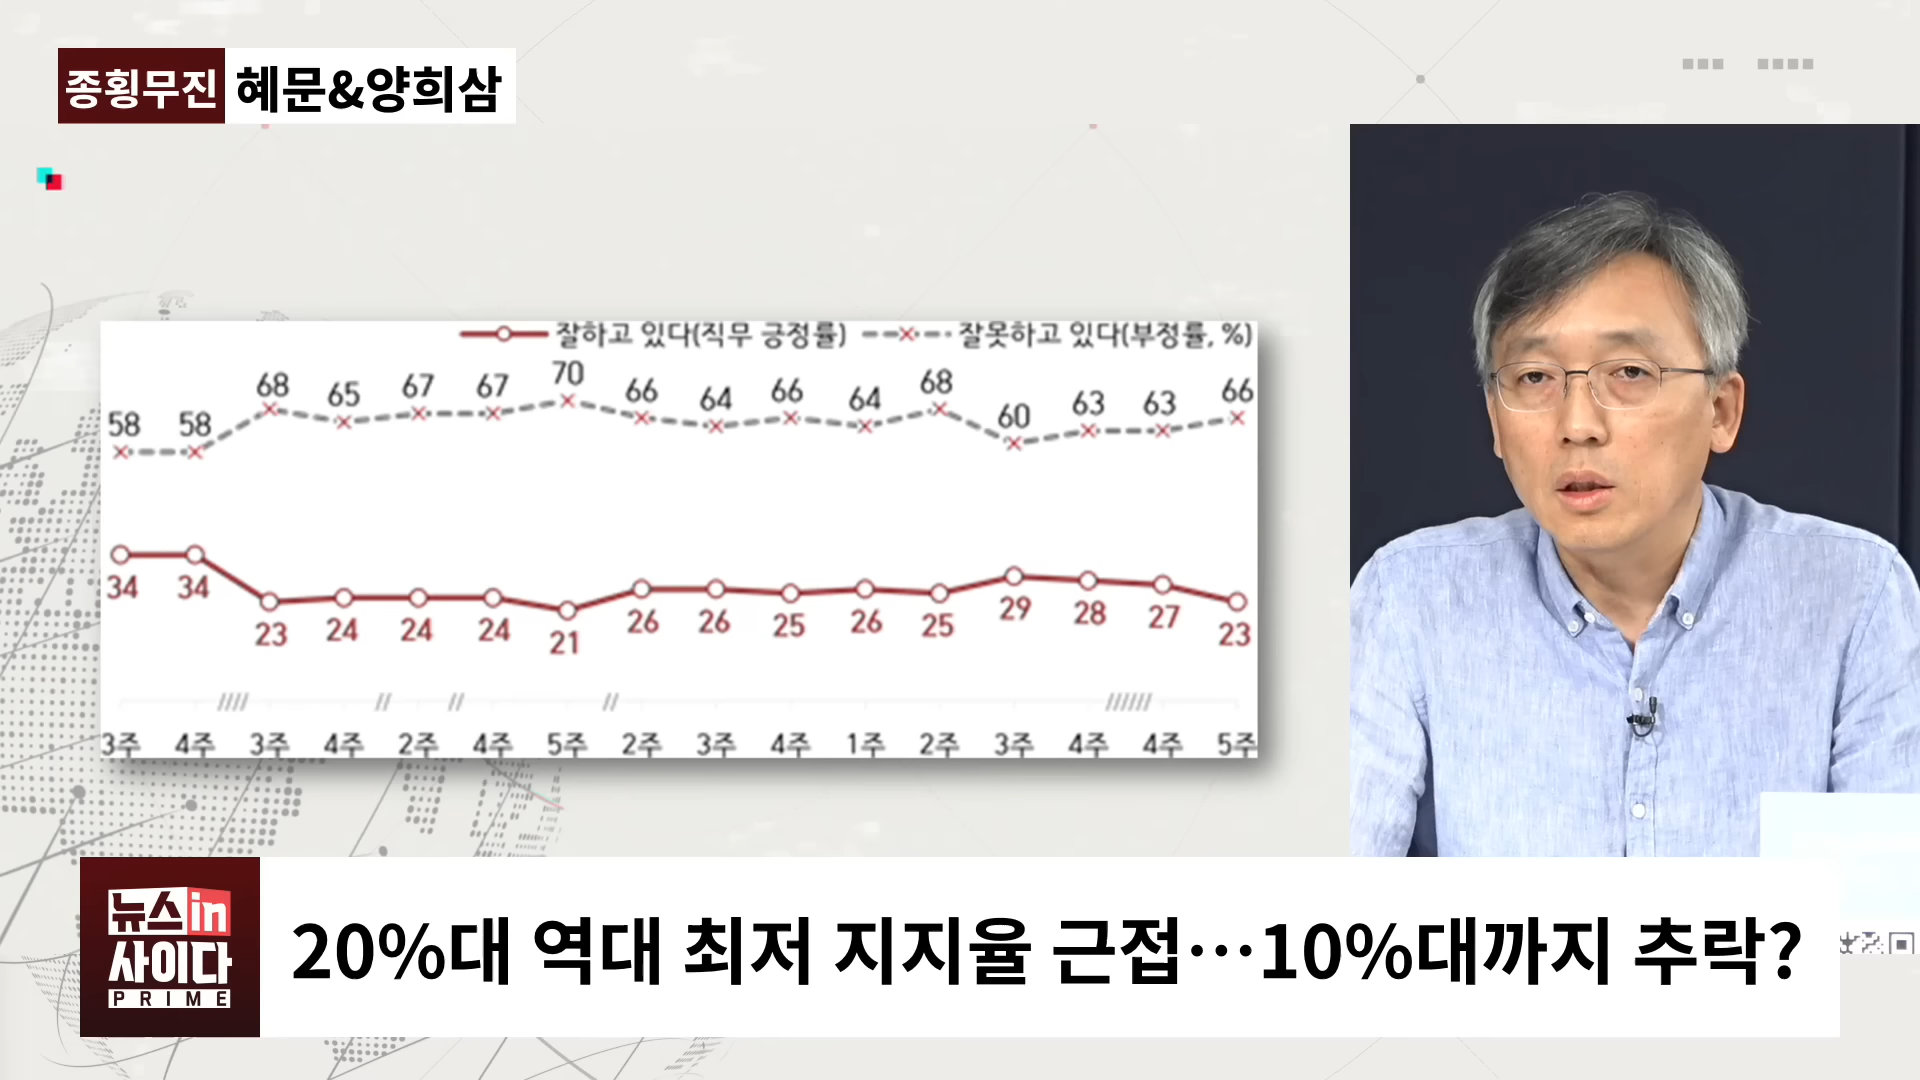 종횡무진 혜문&양희삼
잘하고 있다(직무 긍정률) 잘못하고 있다(부정률, %)
58 58 68 65 67 67 70 66 64 66 64 68 60 63 63 66
34 34 23 24 24 24 21 26 26 25 26 25 29 28 27 23
3주 4주 3주 4주 2주 4주 5주 2주 3주 4주 1주 2주 3주 4주 4주 5주
뉴스in
사이다
PRIME
20%대 역대 최저 지지율 근접…10%대까지 추락?